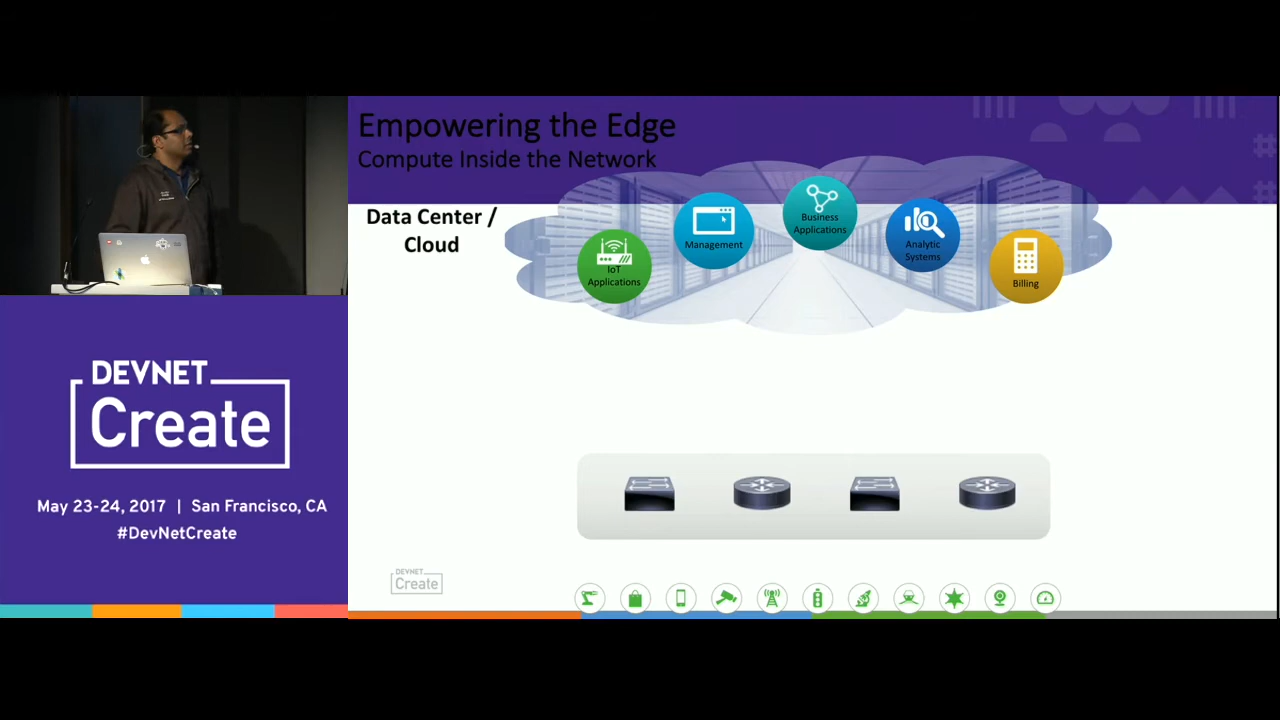 Empowering the Edge
Compute Inside the Network
Data Center /
Cloud
IoT
Applications
Management
Business
Applications
Analytic
Systems
Billing
DEVNET
Create
May 23-24, 2017 | San Francisco, CA
#DevNetCreate
DEVNET
Create